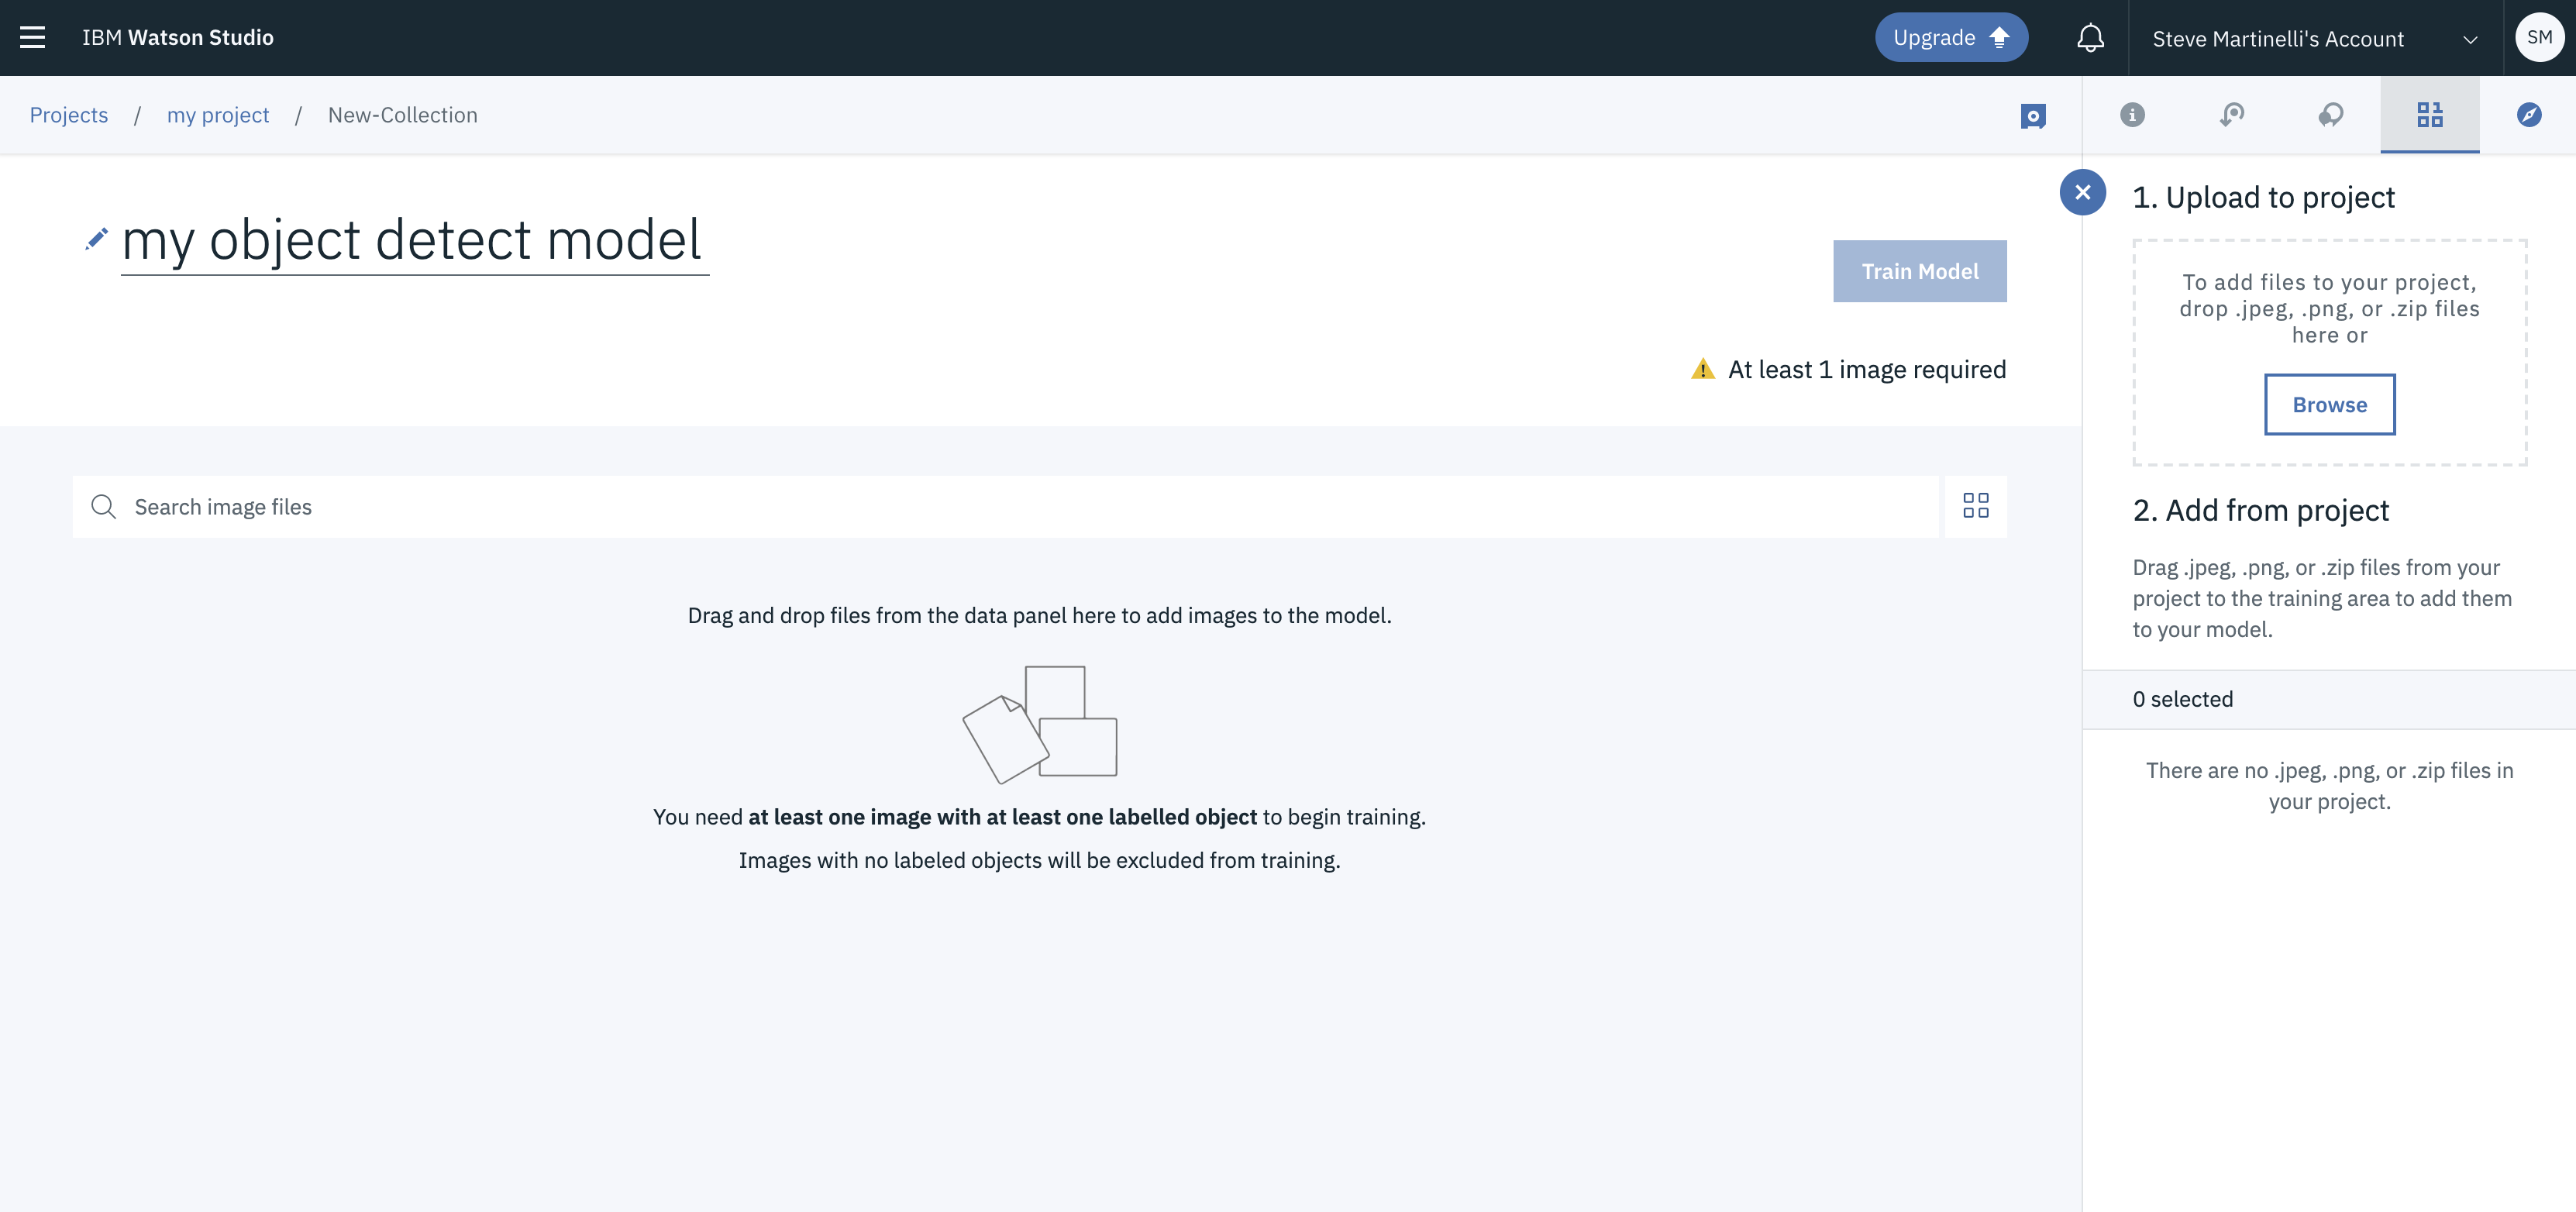 IBM Watson Studio
Upgrade
Steve Martinelli's Account
SM
Projects / my project / New-Collection
my object detect model
Train Model
At least 1 image required
Search image files
Drag and drop files from the data panel here to add images to the model.
You need at least one image with at least one labelled object to begin training.
Images with no labeled objects will be excluded from training.
1. Upload to project
To add files to your project,
drop .jpeg, .png, or .zip files
here or
Browse
2. Add from project
Drag .jpeg, .png, or .zip files from your
project to the training area to add them
to your model.
0 selected
There are no .jpeg, .png, or .zip files in
your project.